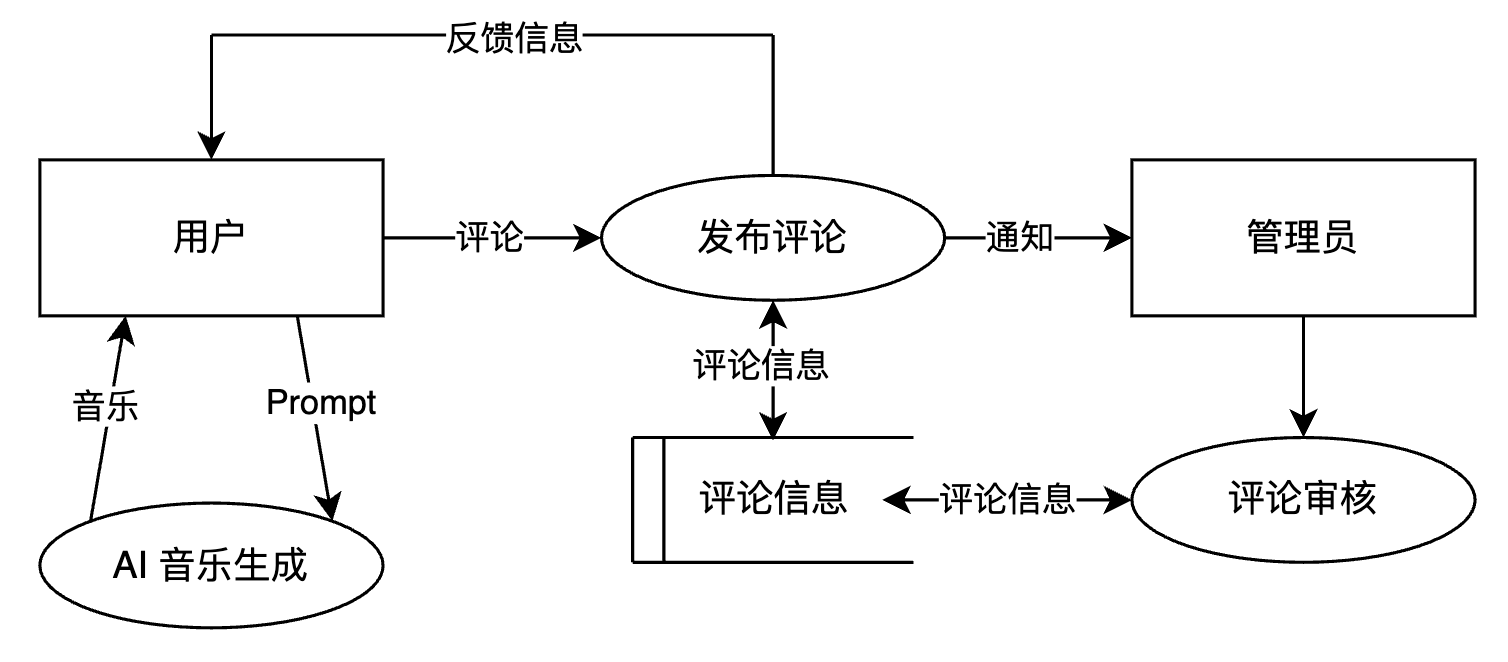 反馈信息
用户
评论
发布评论
通知
管理员
评论信息
音乐
Prompt
评论信息
评论信息
评论审核
AI 音乐生成